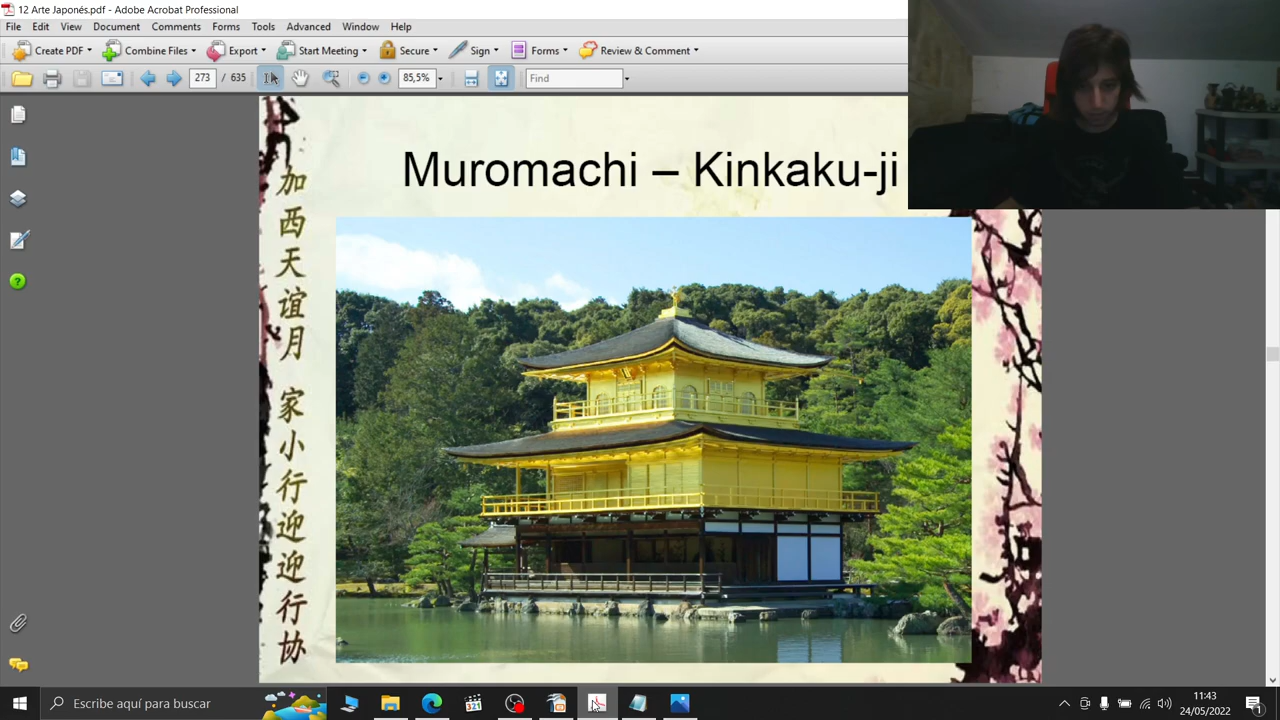 12 Arte Japonés.pdf - Adobe Acrobat Professional
File Edit View Document Comments Forms Tools Advanced Window Help
Create PDF Combine Files Export Start Meeting Secure Sign Forms Review & Comment
273 / 635 85,5% Find
Muromachi – Kinkaku-ji
加
西
天
谊
月
家
小
行
迎
迎
行
协
Escribe aquí para buscar
321
11:43
24/05/2022
1